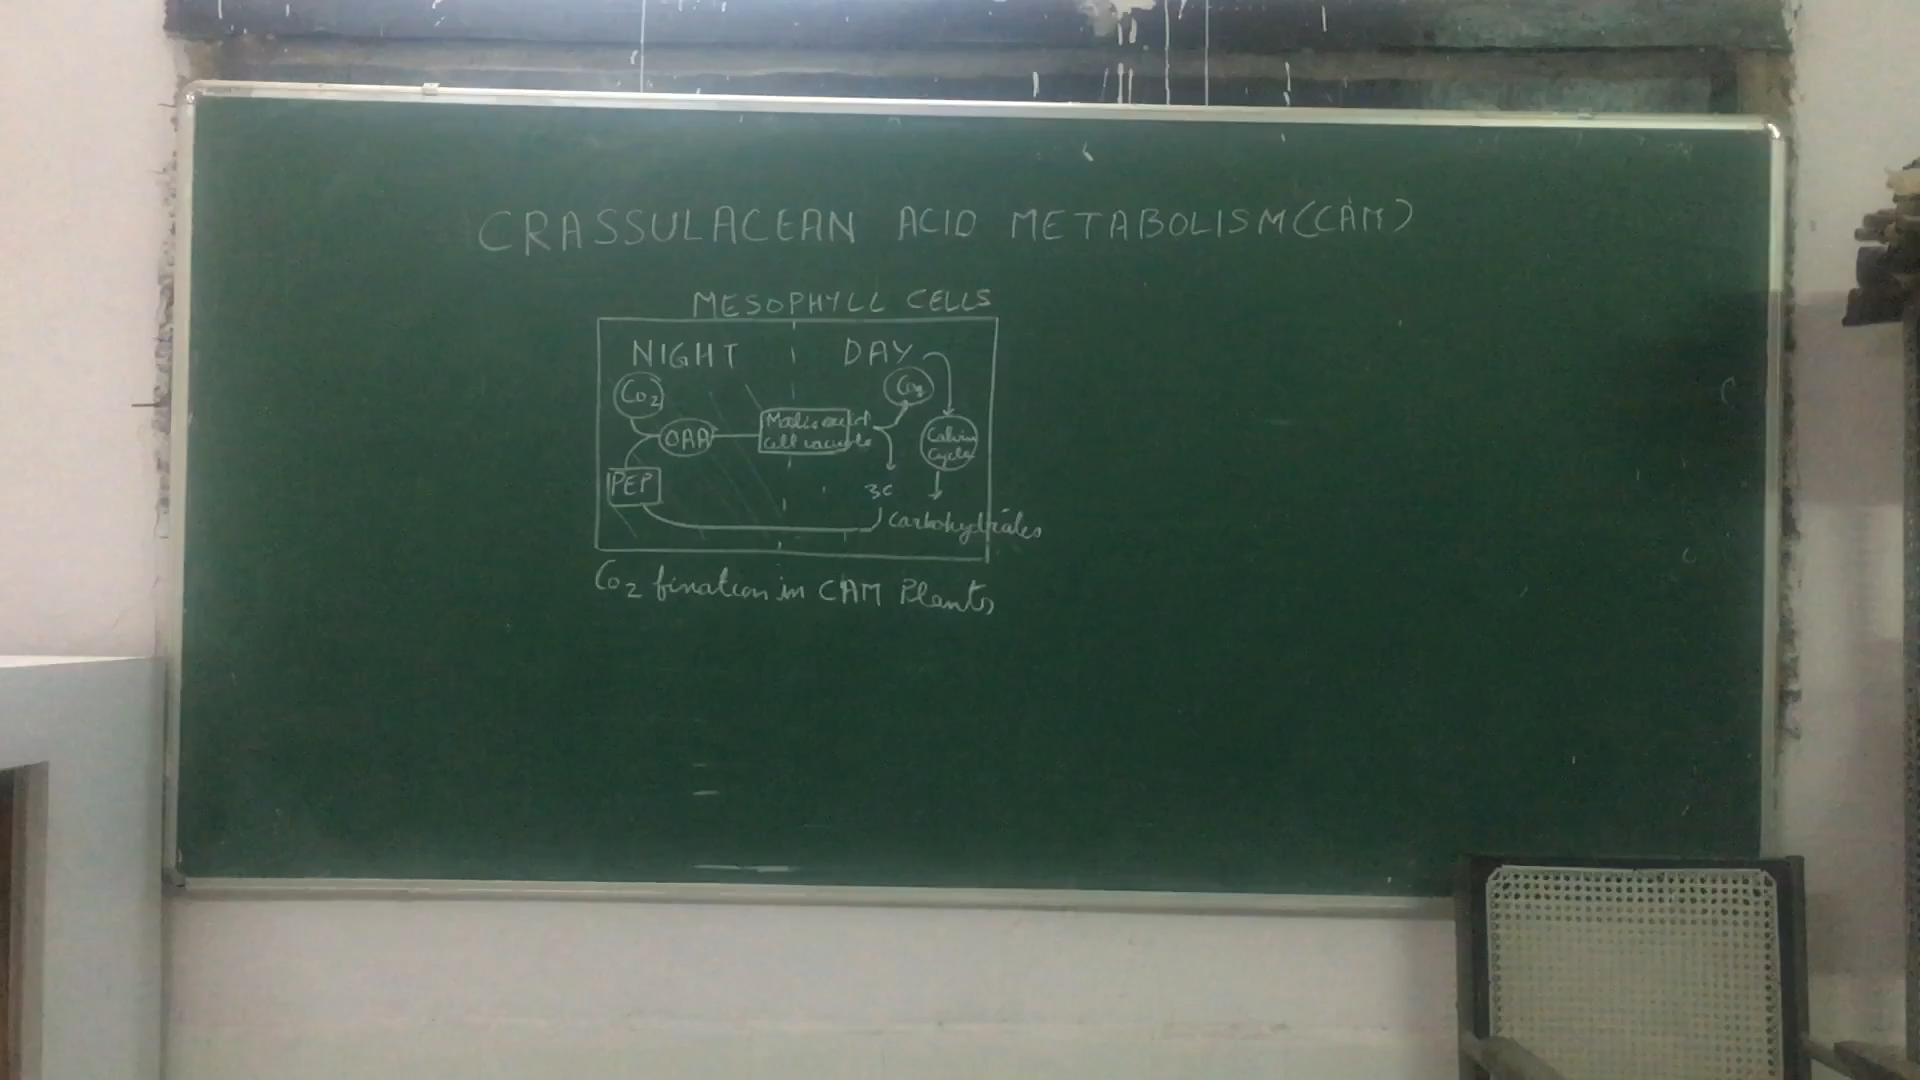 CRASSULACEAN ACID METABOLISM (CAM)
MESOPHYLL CELLS
NIGHT DAY
Co2 Co2
OAA Malic acid Calvin
cell vacuole Cycle
PEP 3C
Carbohydrates
Co2 fixation in CAM Plants